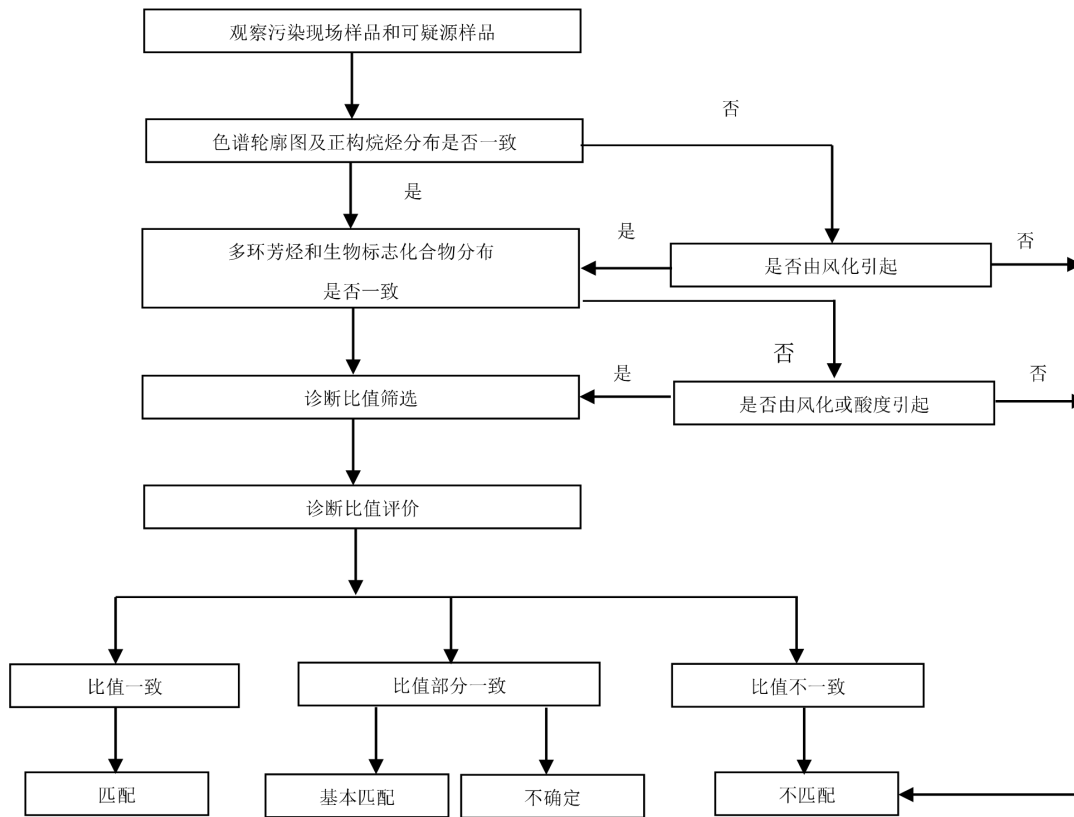 观察污染现场样品和可疑源样品
否
色谱轮廓图及正构烷烃分布是否一致
是
多环芳烃和生物标志化合物分布
是否一致
是
是否由风化引起
否
否
诊断比值筛选
是
是否由风化或酸度引起
否
诊断比值评价
比值一致
比值部分一致
比值不一致
匹配
基本匹配
不确定
不匹配